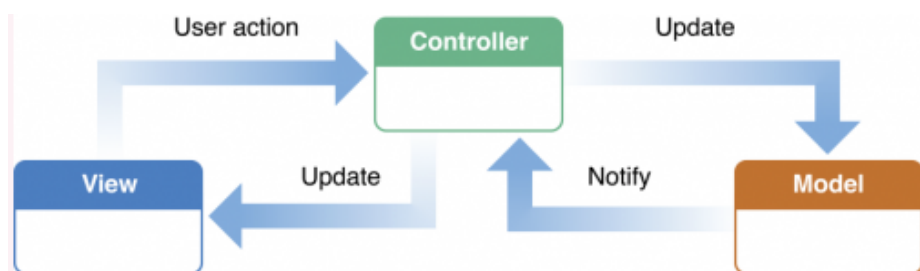 User action
Controller
Update
View
Update
Notify
Model